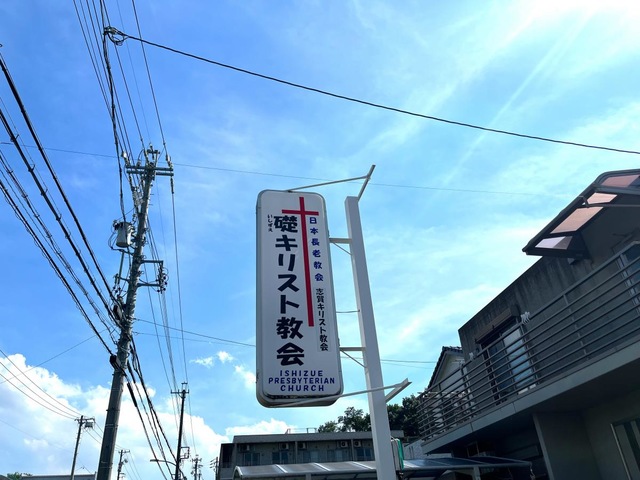 日本長老教会
志賀キリスト教会
いしずえ
礎キリスト教会
ISHIZUE
PRESBYTERIAN
CHURCH